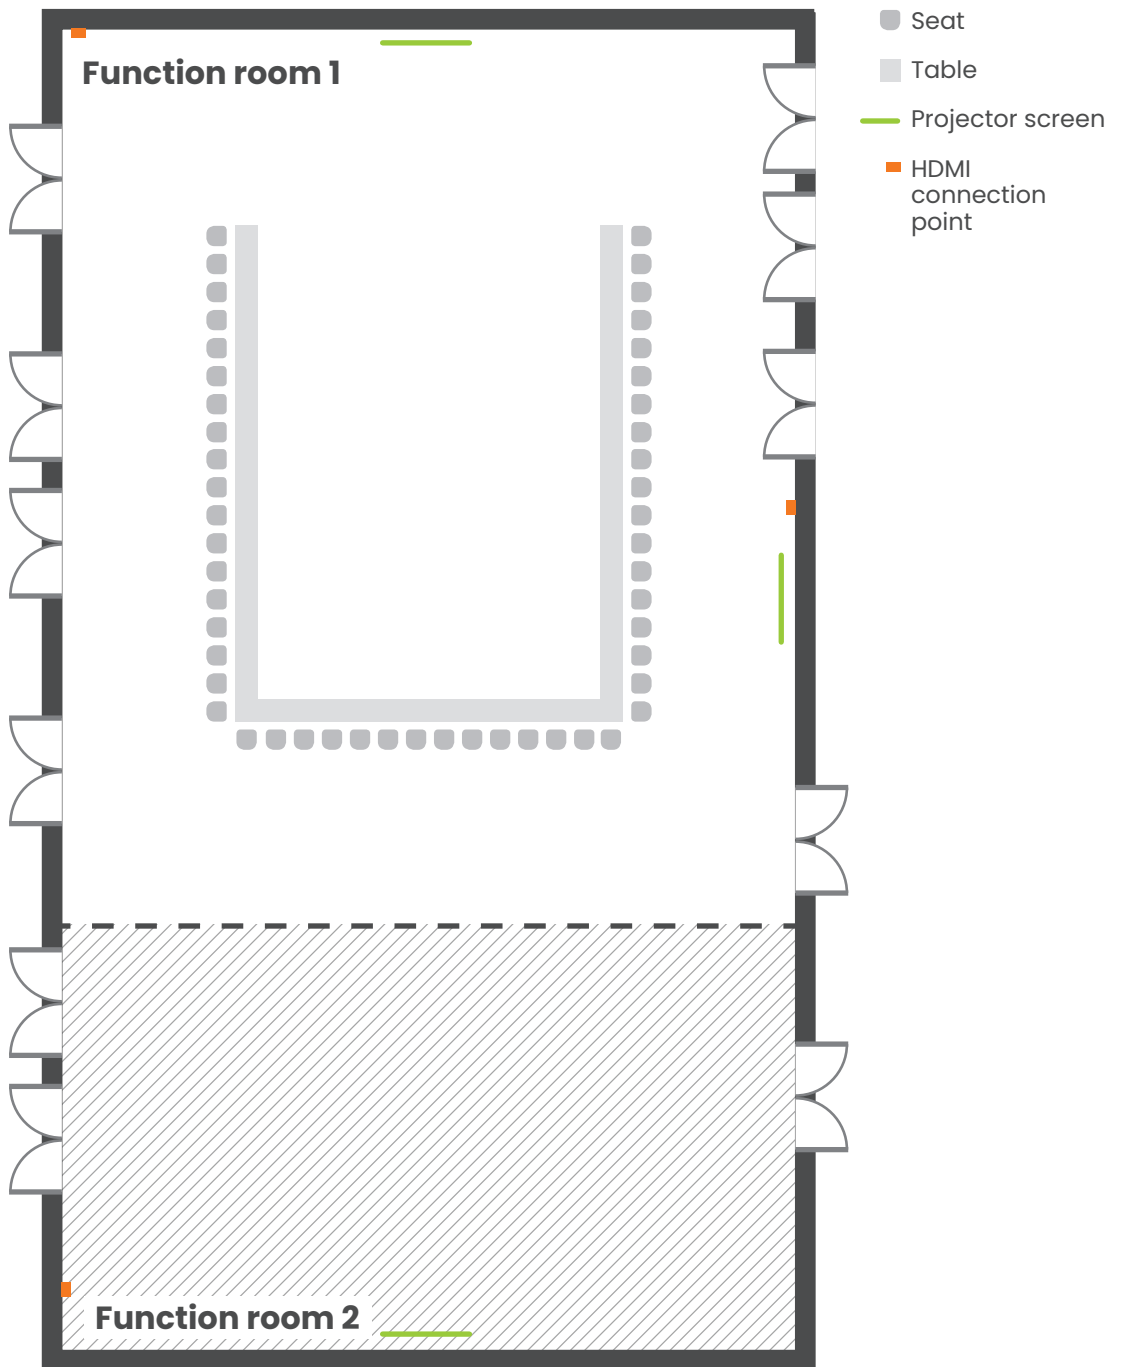 Function room 1
Seat
Table
Projector screen
HDMI
connection
point
Function room 2